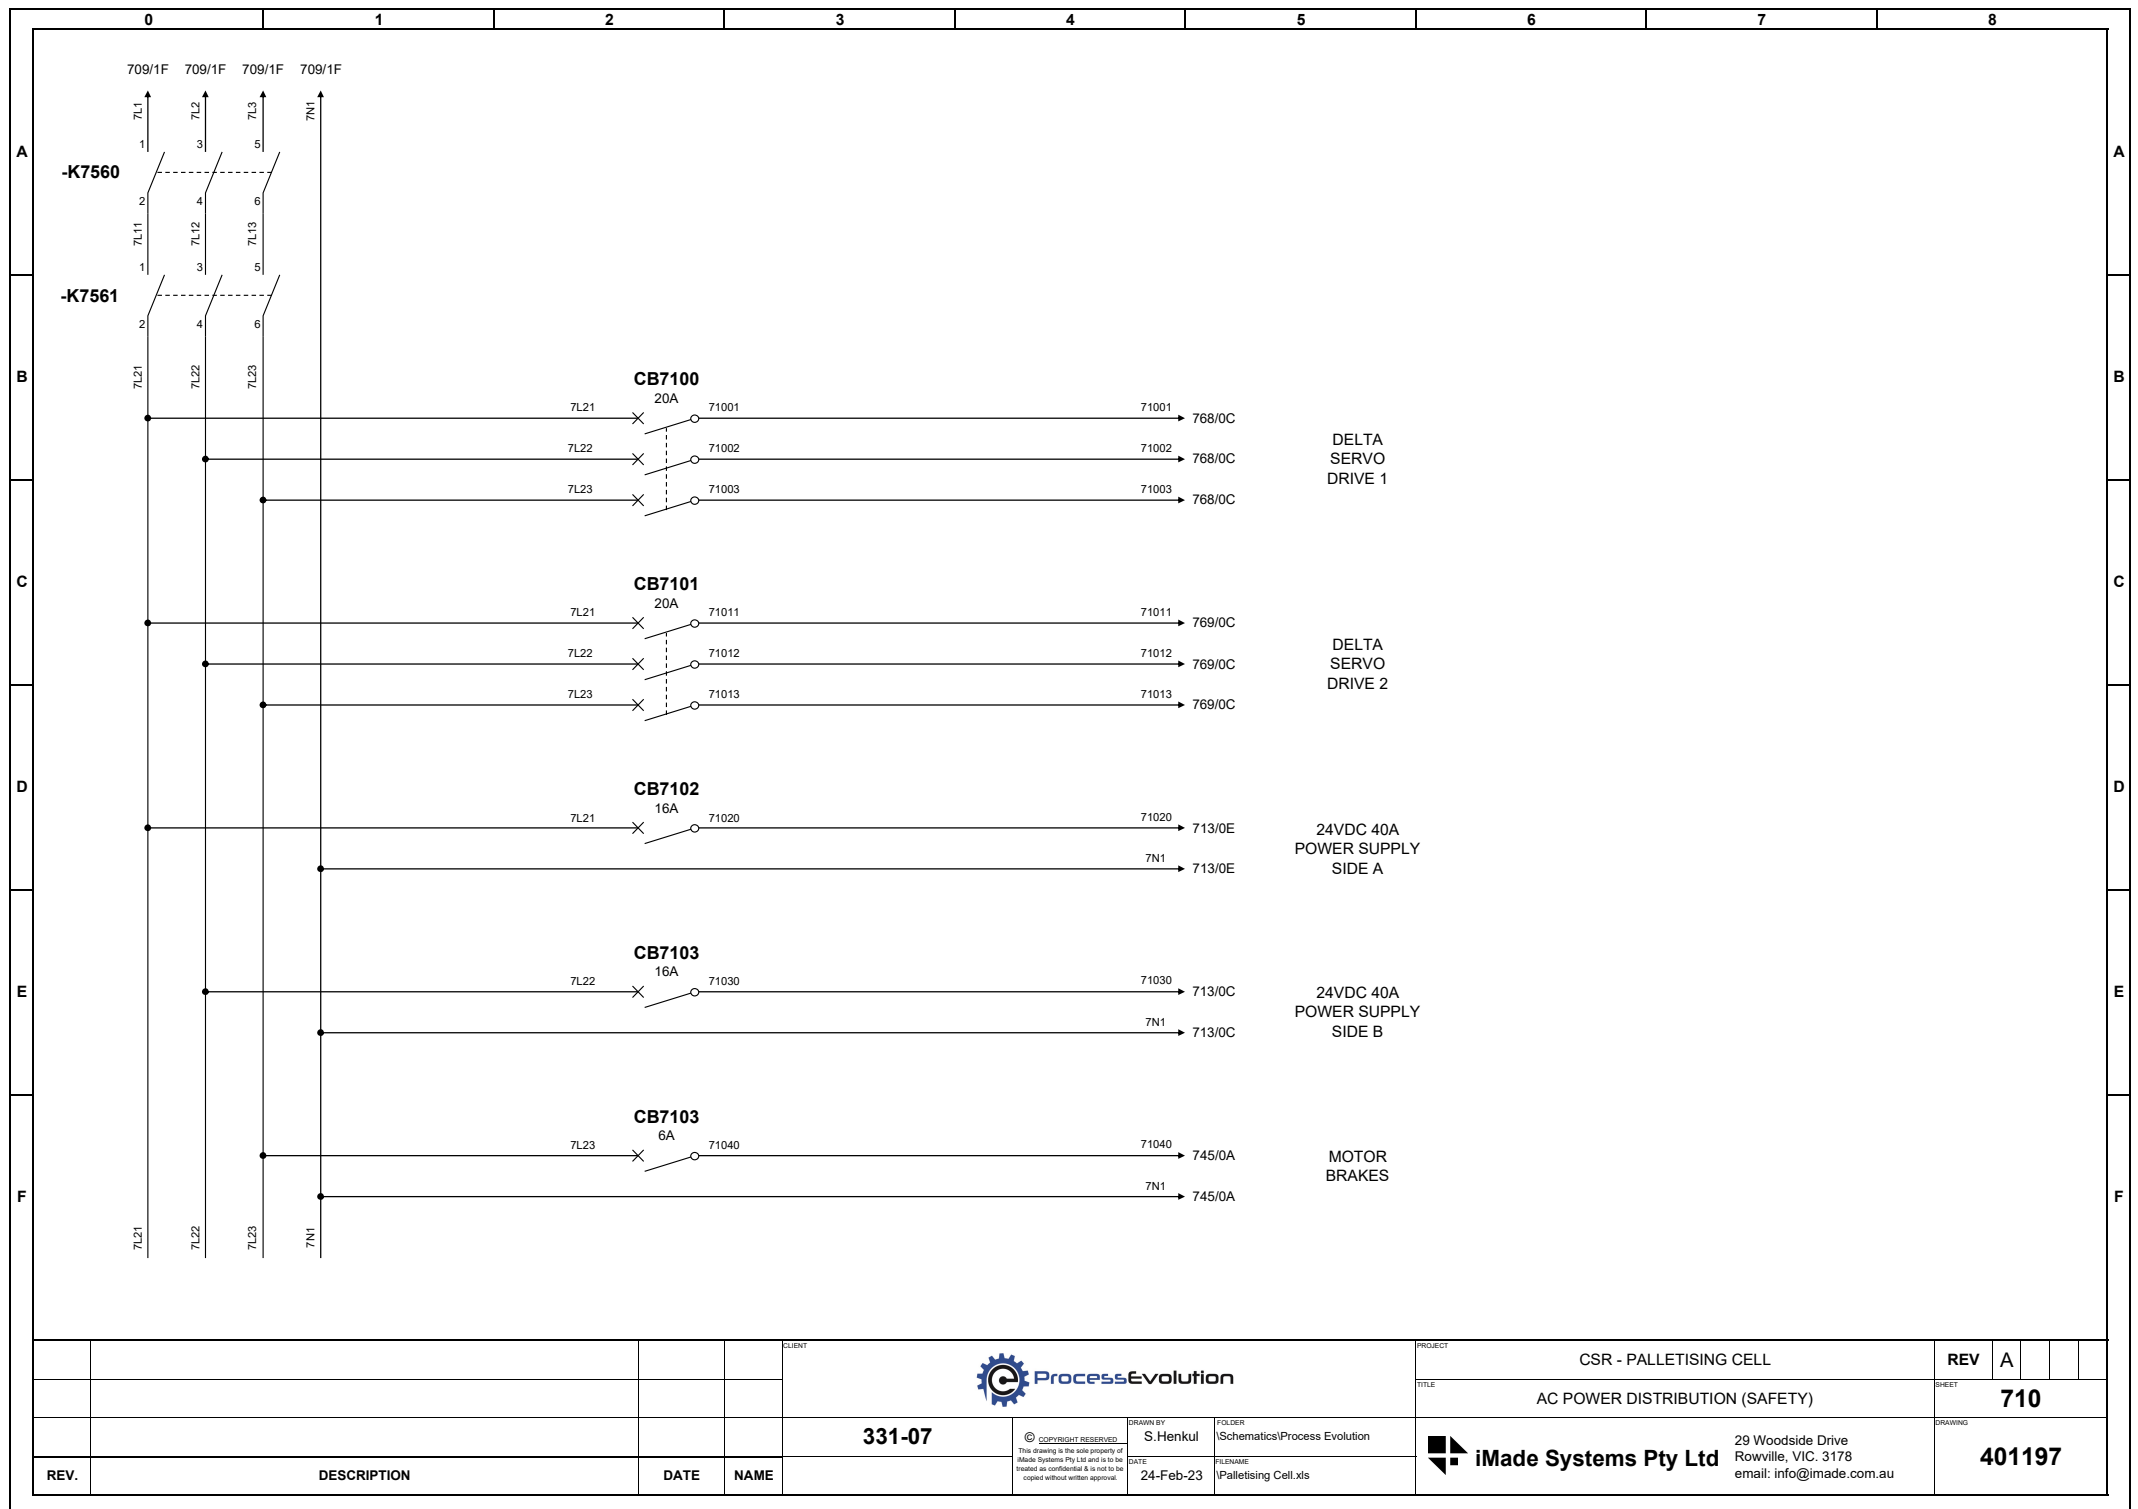 0 1 2 3 4 5 6 7 8
709/1F 709/1F 709/1F 709/1F
7L1 7L2 7L3 7N1
A A
1 3 5
-K7560
2 4 6
7L11 7L12 7L13
1 3 5
-K7561
2 4 6
B B
7L21 7L22 7L23
CB7100
20A
7L21 71001 71001 768/0C
7L22 71002 71002 768/0C
7L23 71003 71003 768/0C
DELTA
SERVO
DRIVE 1
C C
CB7101
20A
7L21 71011 71011 769/0C
7L22 71012 71012 769/0C
7L23 71013 71013 769/0C
DELTA
SERVO
DRIVE 2
D D
CB7102
16A
7L21 71020 71020 713/0E
7N1 713/0E
24VDC 40A
POWER SUPPLY
SIDE A
E E
CB7103
16A
7L22 71030 71030 713/0C
7N1 713/0C
24VDC 40A
POWER SUPPLY
SIDE B
CB7103
6A
7L23 71040 71040 745/0A
7N1 745/0A
MOTOR
BRAKES
F F
7L21 7L22 7L23 7N1
REV. DESCRIPTION DATE NAME
CLIENT
e ProcessEvolution
331-07
© COPYRIGHT RESERVED
This drawing is the sole property of
iMade Systems Pty Ltd and is to be
treated as confidential & is not to be
copied without written approval.
DRAWN BY
S.Henkul
DATE
24-Feb-23
FOLDER
\Schematics\Process Evolution
FILENAME
\Palletising Cell.xls
PROJECT
CSR - PALLETISING CELL
TITLE
AC POWER DISTRIBUTION (SAFETY)
iMade Systems Pty Ltd
29 Woodside Drive
Rowville, VIC. 3178
email: info@imade.com.au
REV A
SHEET
710
DRAWING
401197